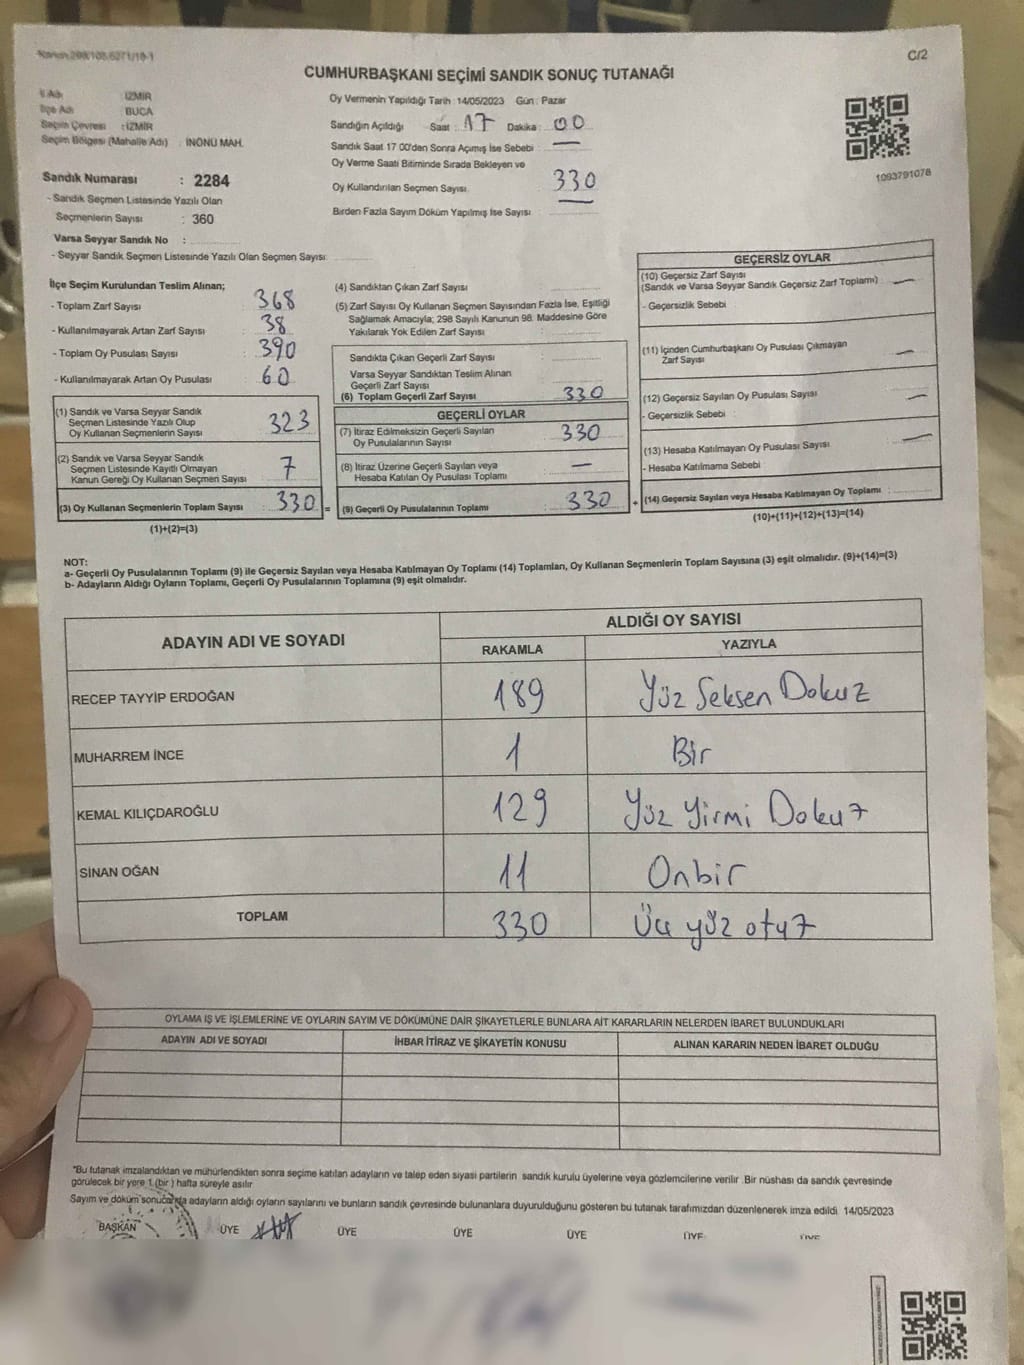 Kanun 298/108,6271/18-1
C/2
CUMHURBAŞKANI SEÇİMİ SANDIK SONUÇ TUTANAĞI
İl Adı : İZMİR
İlçe Adı : BUCA
Seçim Çevresi : İZMİR
Seçim Bölgesi (Mahalle Adı) : İNÖNÜ MAH.
Sandık Numarası : 2284
- Sandık Seçmen Listesinde Yazılı Olan
Seçmenlerin Sayısı : 360
Varsa Seyyar Sandık No :
- Seyyar Sandık Seçmen Listesinde Yazılı Olan Seçmen Sayısı:
Oy Vermenin Yapıldığı Tarih : 14/05/2023 Gün : Pazar
Sandığın Açıldığı Saat : 17 Dakika : 00
Sandık Saat 17 00'den Sonra Açımış İse Sebebi : —
Oy Verme Saati Bitiminde Sırada Bekleyen ve
Oy Kullandırılan Seçmen Sayısı : 330
Birden Fazla Sayım Döküm Yapılmış İse Sayısı : —
1093791078
İlçe Seçim Kurulundan Teslim Alınan;
- Toplam Zarf Sayısı : 368
- Kullanılmayarak Artan Zarf Sayısı : 38
- Toplam Oy Pusulası Sayısı : 390
- Kullanılmayarak Artan Oy Pusulası : 60
(1) Sandık ve Varsa Seyyar Sandık
Seçmen Listesinde Yazılı Olup
Oy Kullanan Seçmenlerin Sayısı : 323
(2) Sandık ve Varsa Seyyar Sandık
Seçmen Listesinde Kayıtlı Olmayan
Kanun Gereği Oy Kullanan Seçmen Sayısı : 7
(3) Oy Kullanan Seçmenlerin Toplam Sayısı : 330 =
(1)+(2)=(3)
(4) Sandıktan Çıkan Zarf Sayısı :
(5) Zarf Sayısı Oy Kullanan Seçmen Sayısından Fazla İse, Eşitliği
Sağlamak Amacıyla; 298 Sayılı Kanunun 98. Maddesine Göre
Yakılarak Yok Edilen Zarf Sayısı :
Sandıkta Çıkan Geçerli Zarf Sayısı :
Varsa Seyyar Sandıktan Teslim Alınan
Geçerli Zarf Sayısı :
(6) Toplam Geçerli Zarf Sayısı : 330
GEÇERLİ OYLAR
(7) İtiraz Edilmeksizin Geçerli Sayılan
Oy Pusulalarının Sayısı : 330
(8) İtiraz Üzerine Geçerli Sayılan veya
Hesaba Katılan Oy Pusulası Toplamı : —
(9) Geçerli Oy Pusulalarının Toplamı : 330 +
GEÇERSİZ OYLAR
(10) Geçersiz Zarf Sayısı
(Sandık ve Varsa Seyyar Sandık Geçersiz Zarf Toplamı) : —
- Geçersizlik Sebebi :
(11) İçinden Cumhurbaşkanı Oy Pusulası Çıkmayan
Zarf Sayısı : —
(12) Geçersiz Sayılan Oy Pusulası Sayısı : —
- Geçersizlik Sebebi :
(13) Hesaba Katılmayan Oy Pusulası Sayısı : —
- Hesaba Katılmama Sebebi
(14) Geçersiz Sayılan veya Hesaba Katılmayan Oy Toplamı :
(10)+(11)+(12)+(13)=(14)
NOT:
a- Geçerli Oy Pusulalarının Toplamı (9) ile Geçersiz Sayılan veya Hesaba Katılmayan Oy Toplamı (14) Toplamları, Oy Kullanan Seçmenlerin Toplam Sayısına (3) eşit olmalıdır. (9)+(14)=(3)
b- Adayların Aldığı Oyların Toplamı, Geçerli Oy Pusulalarının Toplamına (9) eşit olmalıdır.
ADAYIN ADI VE SOYADI ALDIĞI OY SAYISI
RAKAMLA YAZIYLA
RECEP TAYYİP ERDOĞAN 189 Yüz Seksen Dokuz
MUHARREM İNCE 1 Bir
KEMAL KILIÇDAROĞLU 129 Yüz Yirmi Dokuz
SİNAN OĞAN 11 Onbir
TOPLAM 330 Üç yüz otuz
OYLAMA İŞ VE İŞLEMLERİNE VE OYLARIN SAYIM VE DÖKÜMÜNE DAİR ŞİKAYETLERLE BUNLARA AİT KARARLARIN NELERDEN İBARET BULUNDUKLARI
ADAYIN ADI VE SOYADI İHBAR İTİRAZ VE ŞİKAYETİN KONUSU ALINAN KARARIN NEDEN İBARET OLDUĞU
*Bu tutanak imzalandıktan ve mühürlendikten sonra seçime katılan adayların ve talep eden siyasi partilerin sandık kurulu üyelerine veya gözlemcilerine verilir. Bir nüshası da sandık çevresinde
görülecek bir yere 1 (bir) hafta süreyle asılır
Sayım ve döküm sonucanda adayların aldığı oyların sayılarını ve bunların sandık çevresinde bulunanlara duyurulduğunu gösteren bu tutanak tarafımızdan düzenlenerek imza edildi 14/05/2023
BAŞKAN ÜYE ÜYE ÜYE ÜYE ÜYE ÜYE